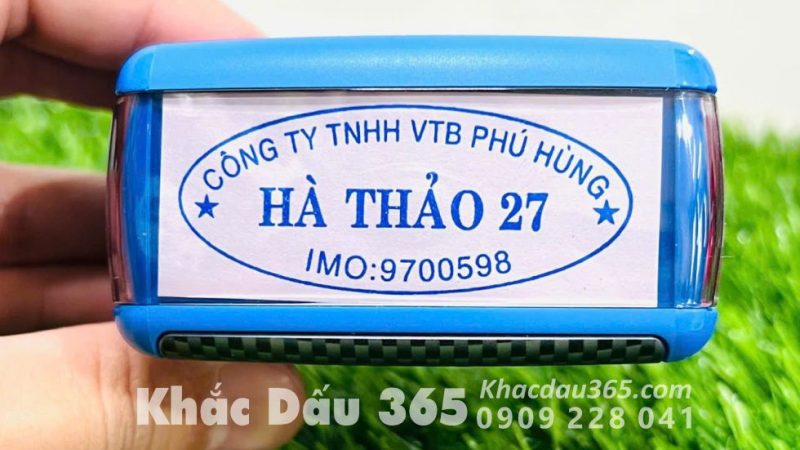 CÔNG TY TNHH VTB PHÚ HÙNG
★ HÀ THẢO 27 ★
IMO:9700598
Khắc Dấu 365
Khacdau365.com
0909 228 041